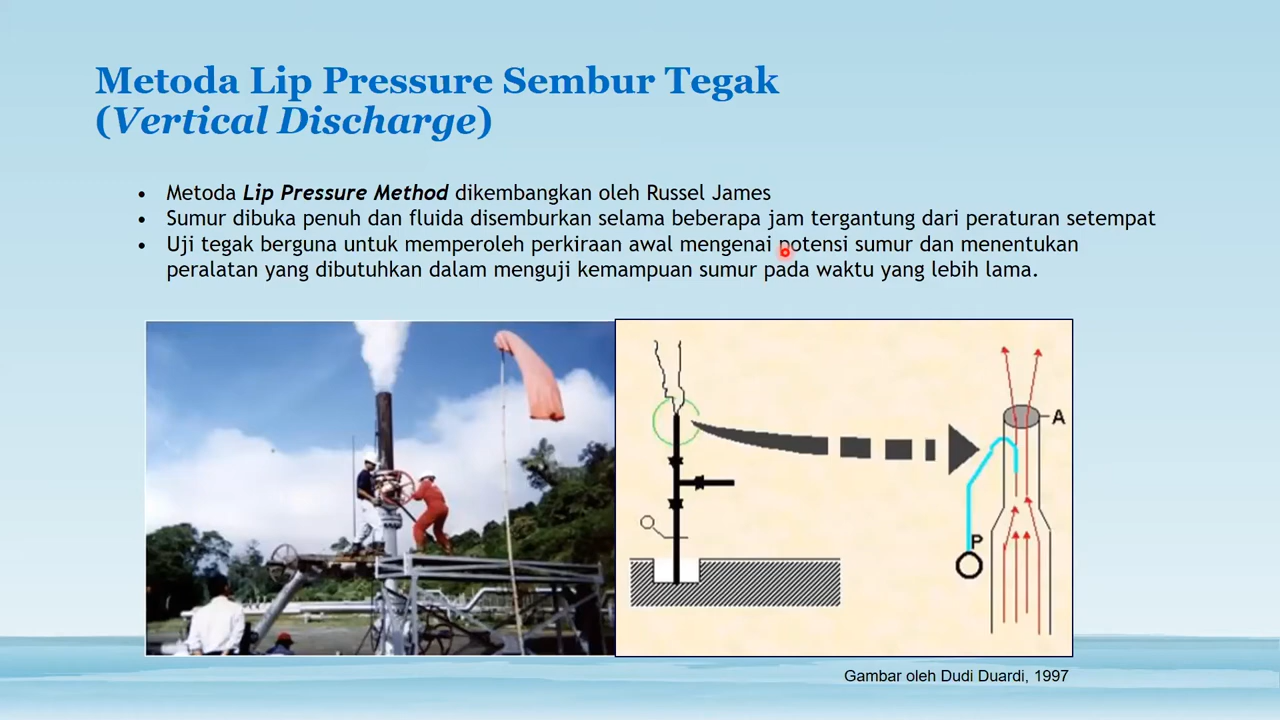 Metoda Lip Pressure Sembur Tegak
(Vertical Discharge)
• Metoda Lip Pressure Method dikembangkan oleh Russel James
• Sumur dibuka penuh dan fluida disemburkan selama beberapa jam tergantung dari peraturan setempat
• Uji tegak berguna untuk memperoleh perkiraan awal mengenai potensi sumur dan menentukan
peralatan yang dibutuhkan dalam menguji kemampuan sumur pada waktu yang lebih lama.
A
P
Gambar oleh Dudi Duardi, 1997